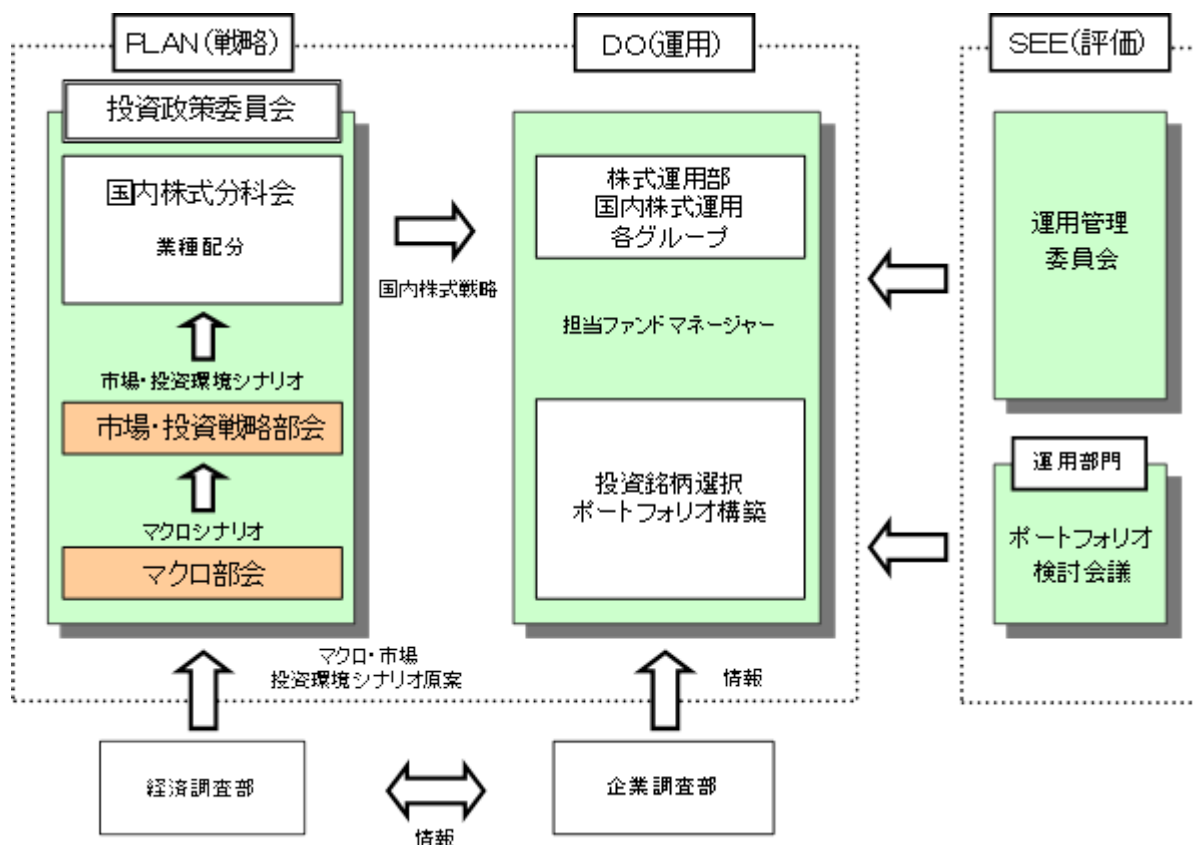 PLAN(戦略)
投資政策委員会
国内株式分科会
業種配分
市場・投資環境シナリオ
市場・投資戦略部会
マクロシナリオ
マクロ部会
国内株式戦略
DO(運用)
株式運用部
国内株式運用
各グループ
担当ファンドマネージャー
投資銘柄選択
ポートフォリオ構築
SEE(評価)
運用管理
委員会
運用部門
ポートフォリオ
検討会議
マクロ・市場
投資環境シナリオ原案
情報
経済調査部
情報
企業調査部